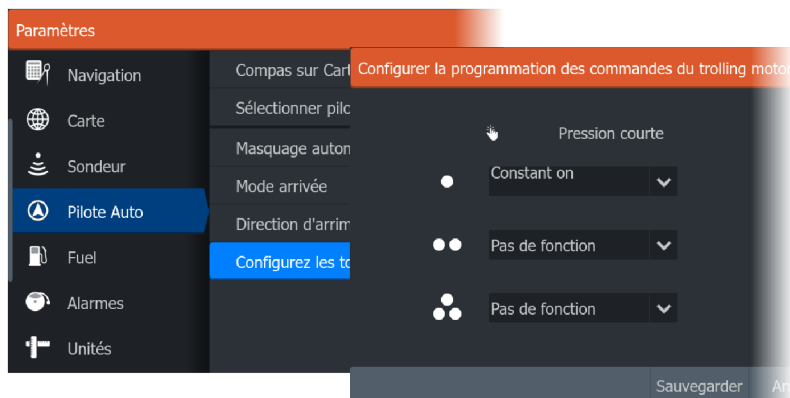 Paramètres
Navigation
Carte
Sondeur
Pilote Auto
Fuel
Alarmes
Unités
Compas sur Cart
Sélectionner pilo
Masquage auton
Mode arrivée
Direction d'arrim
Configurez les to
Configurer la programmation des commandes du trolling motor
Pression courte
Constant on
Pas de fonction
Pas de fonction
Sauvegarder